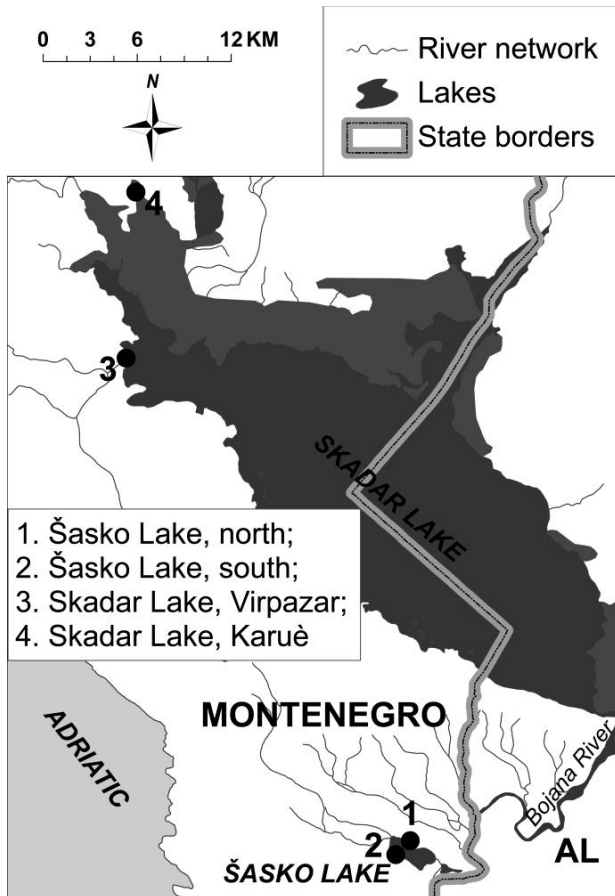 0 3 6 12 KM
N
River network
Lakes
State borders
4
3
SKADAR LAKE
1. Šasko Lake, north;
2. Šasko Lake, south;
3. Skadar Lake, Virpazar;
4. Skadar Lake, Karuè
ADRIATIC
MONTENEGRO
Bojana River
1
2
AL
ŠASKO LAKE